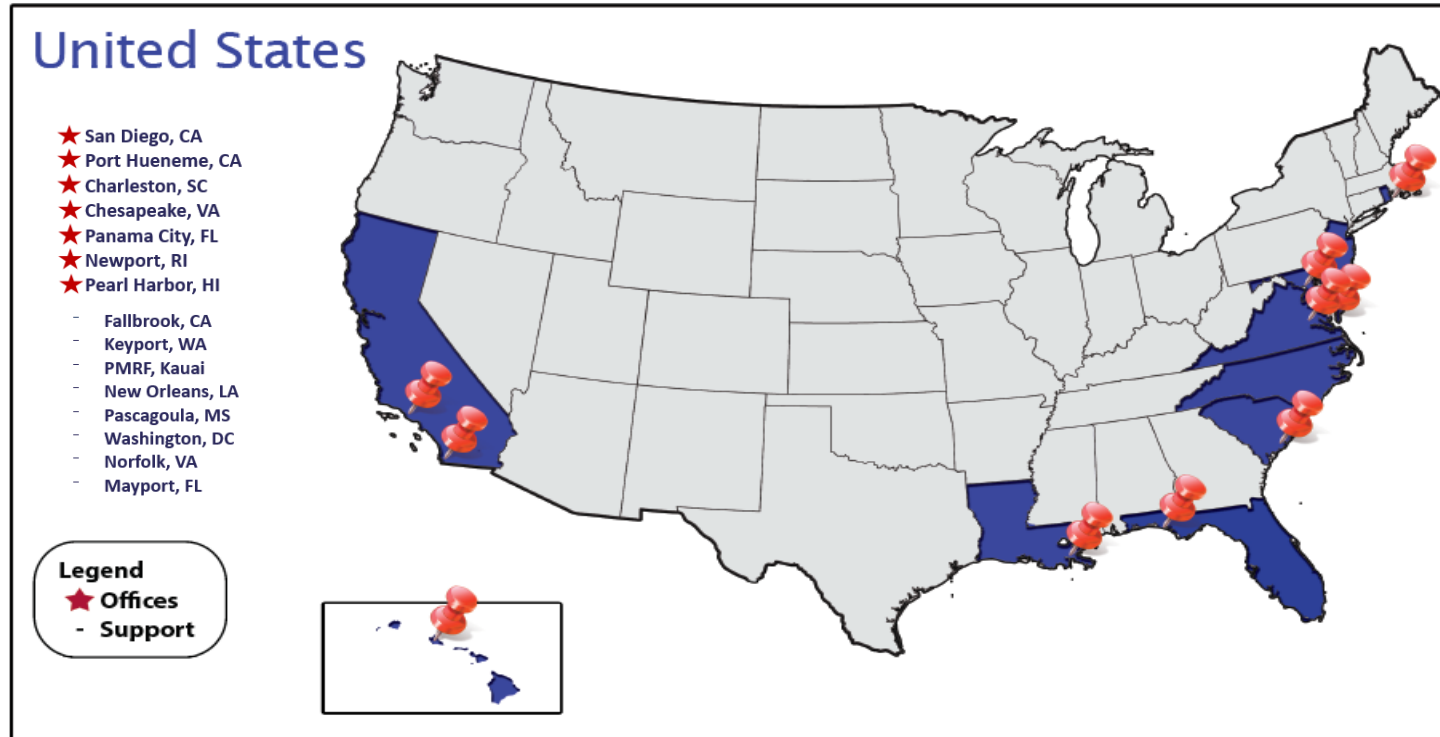 United States
San Diego, CA
Port Hueneme, CA
Charleston, SC
Chesapeake, VA
Panama City, FL
Newport, RI
Pearl Harbor, HI
- Fallbrook, CA
- Keyport, WA
- PMRF, Kauai
- New Orleans, LA
- Pascagoula, MS
- Washington, DC
- Norfolk, VA
- Mayport, FL
Legend
Offices
- Support